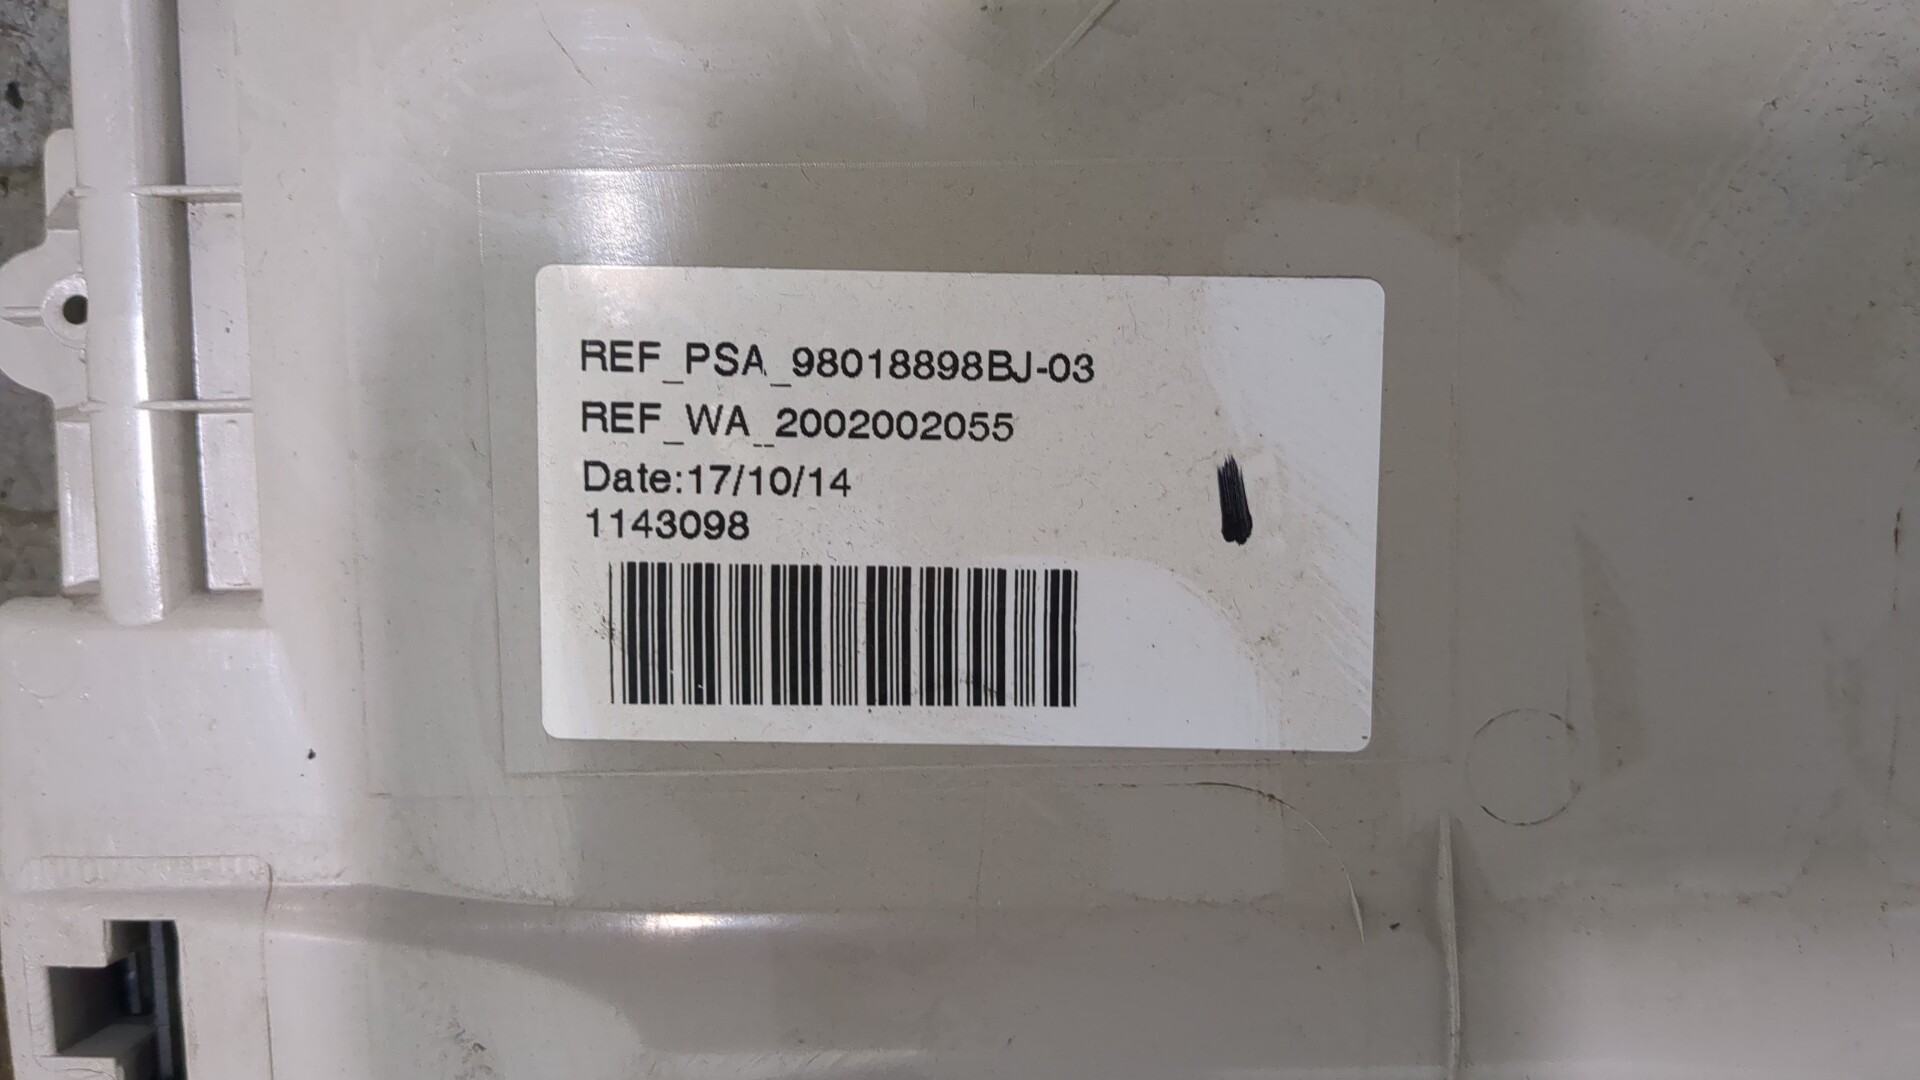 REF_PSA_98018898BJ-03
REF_WA_2002002055
Date:17/10/14
1143098